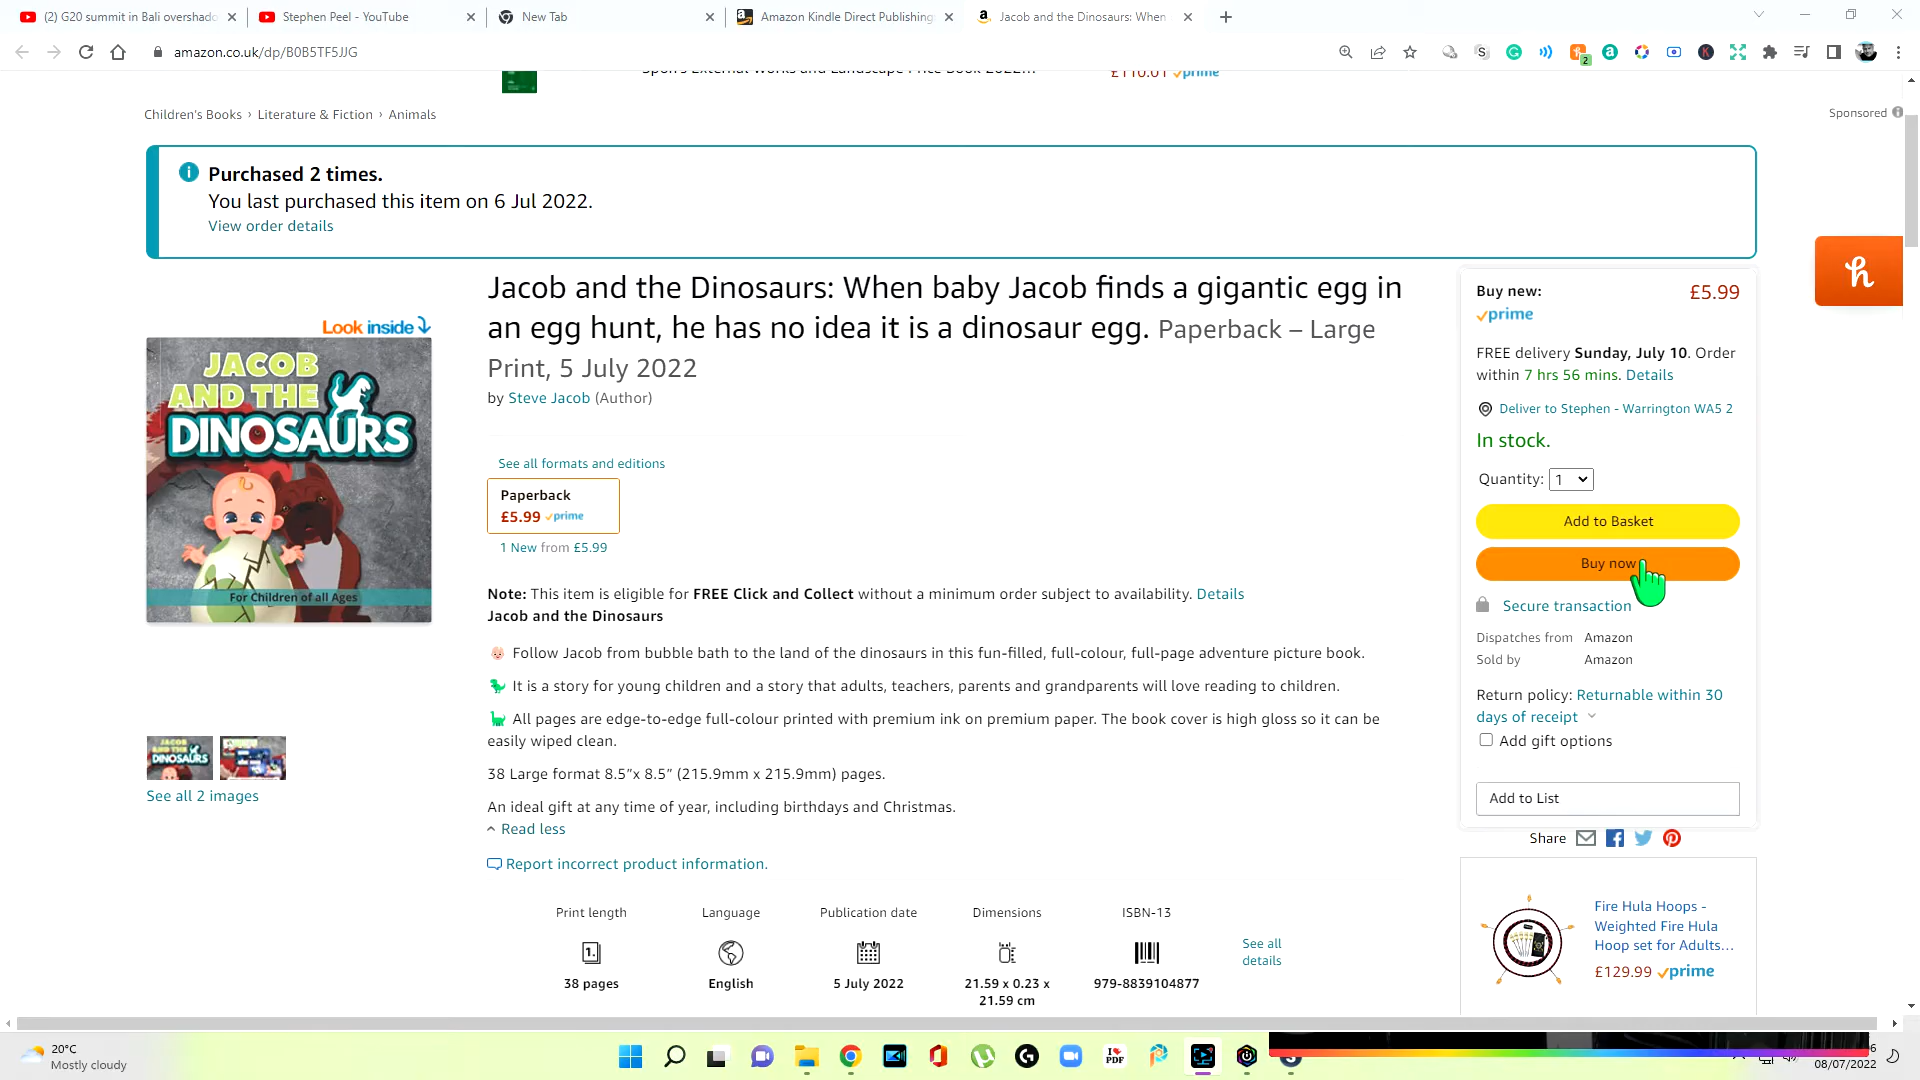 (2) G20 summit in Bali overshado
Stephen Peel - YouTube
New Tab
Amazon Kindle Direct Publishing
Jacob and the Dinosaurs: When
amazon.co.uk/dp/B0B5TF5JJG
Spon's External Works and Landscape Price Book 2022...
£110.61 prime
Children's Books › Literature & Fiction › Animals
Sponsored
Purchased 2 times.
You last purchased this item on 6 Jul 2022.
View order details
Look inside
JACOB
AND THE
DINOSAURS
For Children of all Ages
See all 2 images
Jacob and the Dinosaurs: When baby Jacob finds a gigantic egg in
an egg hunt, he has no idea it is a dinosaur egg. Paperback – Large
Print, 5 July 2022
by Steve Jacob (Author)
See all formats and editions
Paperback
£5.99 prime
1 New from £5.99
Note: This item is eligible for FREE Click and Collect without a minimum order subject to availability. Details
Jacob and the Dinosaurs
Follow Jacob from bubble bath to the land of the dinosaurs in this fun-filled, full-colour, full-page adventure picture book.
It is a story for young children and a story that adults, teachers, parents and grandparents will love reading to children.
All pages are edge-to-edge full-colour printed with premium ink on premium paper. The book cover is high gloss so it can be
easily wiped clean.
38 Large format 8.5”x 8.5” (215.9mm x 215.9mm) pages.
An ideal gift at any time of year, including birthdays and Christmas.
Read less
Report incorrect product information.
Print length
Language
Publication date
Dimensions
ISBN-13
38 pages
English
5 July 2022
21.59 x 0.23 x
21.59 cm
979-8839104877
See all
details
Buy new:
£5.99
prime
FREE delivery Sunday, July 10. Order
within 7 hrs 56 mins. Details
Deliver to Stephen - Warrington WA5 2
In stock.
Quantity: 1
Add to Basket
Buy now
Secure transaction
Dispatches from Amazon
Sold by Amazon
Return policy: Returnable within 30
days of receipt
Add gift options
Add to List
Share
Fire Hula Hoops -
Weighted Fire Hula
Hoop set for Adults...
£129.99 prime
20°C
Mostly cloudy
08/07/2022